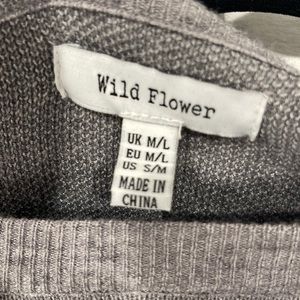 Wild Flower
UK M/L
EU M/L
US S/M
MADE IN
CHINA